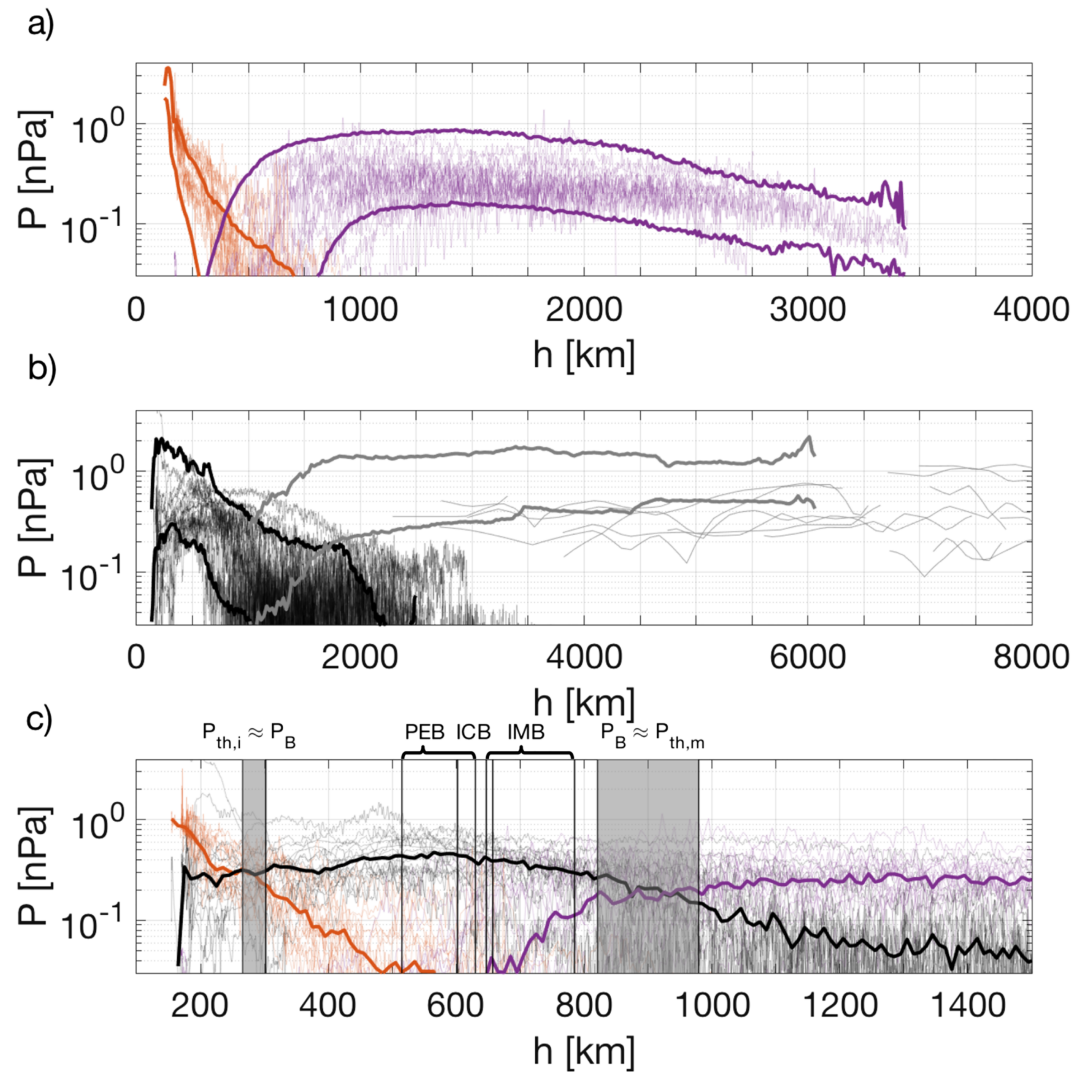 a)
P [nPa]
10^0
10^-1
0 1000 2000 3000 4000
h [km]
b)
P [nPa]
10^0
10^-1
0 2000 4000 6000 8000
h [km]
c)
P_th,i ≈ P_B PEB ICB IMB P_B ≈ P_th,m
P [nPa]
10^0
10^-1
200 400 600 800 1000 1200 1400
h [km]